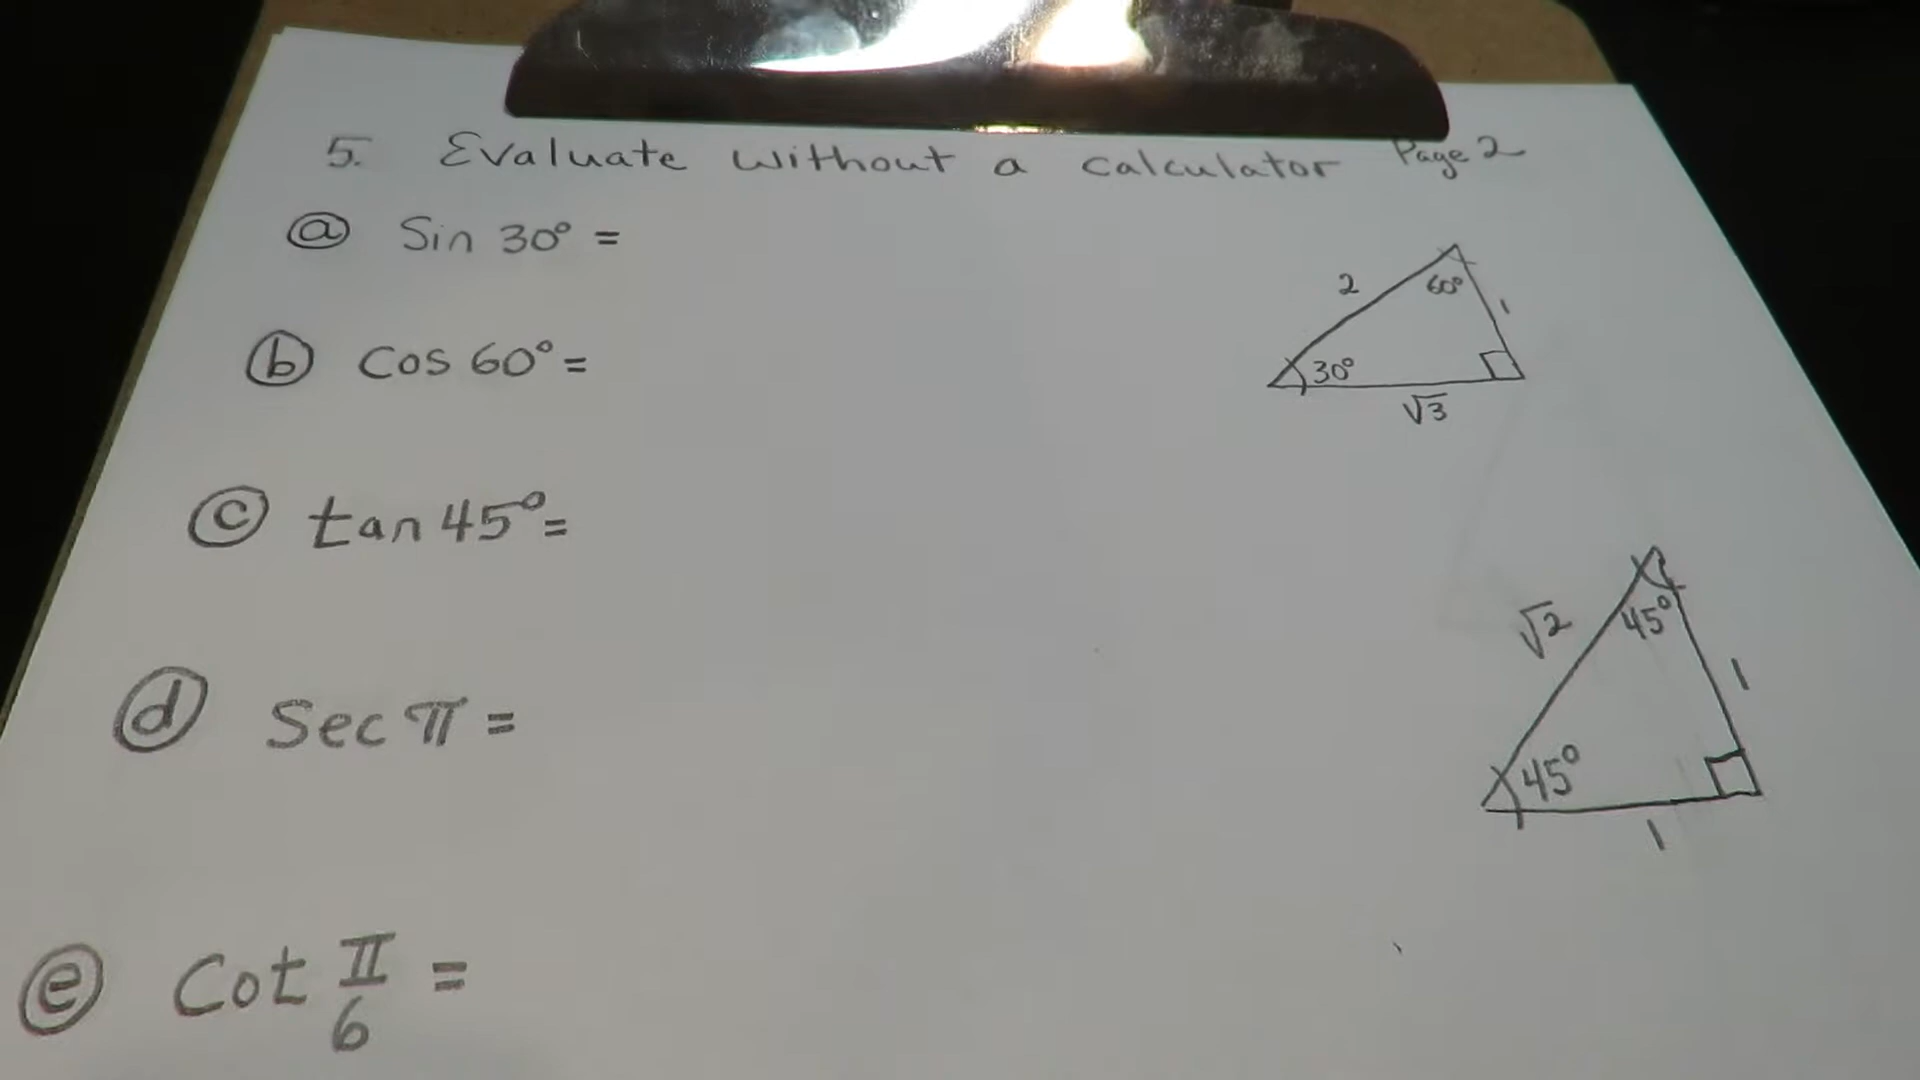 5. Evaluate without a calculator Page 2
ⓐ Sin 30° =
2 60° 1
30°
√3
ⓑ Cos 60° =
ⓒ tan 45° =
√2 45° 1
45°
1
ⓓ Sec π =
ⓔ Cot π/6 =